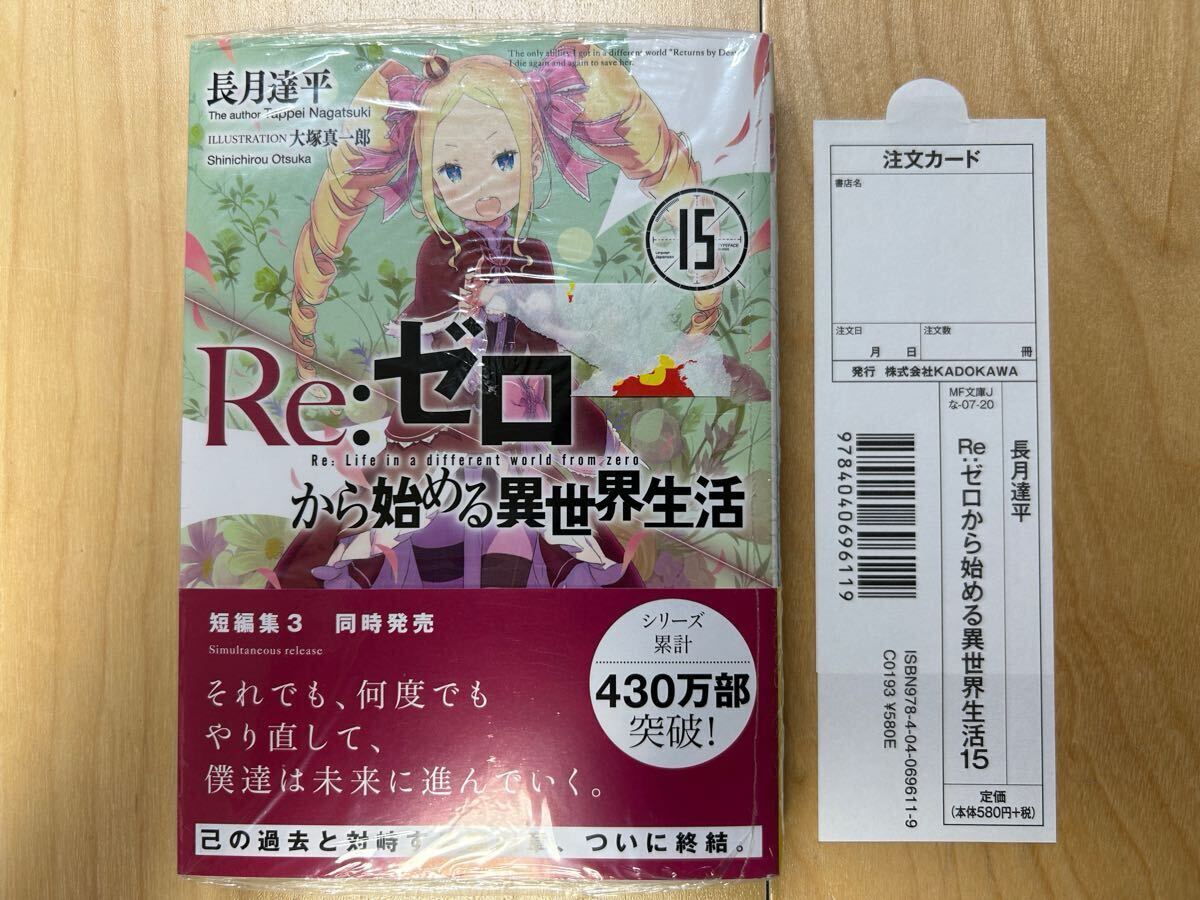 The only ability I got in a different world "Returns by Death"
I die again and again to save her.
長月達平
The author Tappei Nagatsuki
ILLUSTRATION 大塚真一郎
Shinichirou Otsuka
15
Re:ゼロ
Re: Life in a different world from zero
から始める異世界生活
短編集3 同時発売
Simultaneous release
シリーズ
累計
430万部
突破!
それでも、何度でも
やり直して、
僕達は未来に進んでいく。
己の過去と対峙す
、ついに終結。
注文カード
書店名
注文日
月 日
注文数
冊
発行 株式会社KADOKAWA
MF文庫J
な-07-20
長月達平
Re:ゼロから始める異世界生活15
9784040696119
ISBN978-4-04-069611-9
C0193 ¥580E
定価
(本体580円+税)